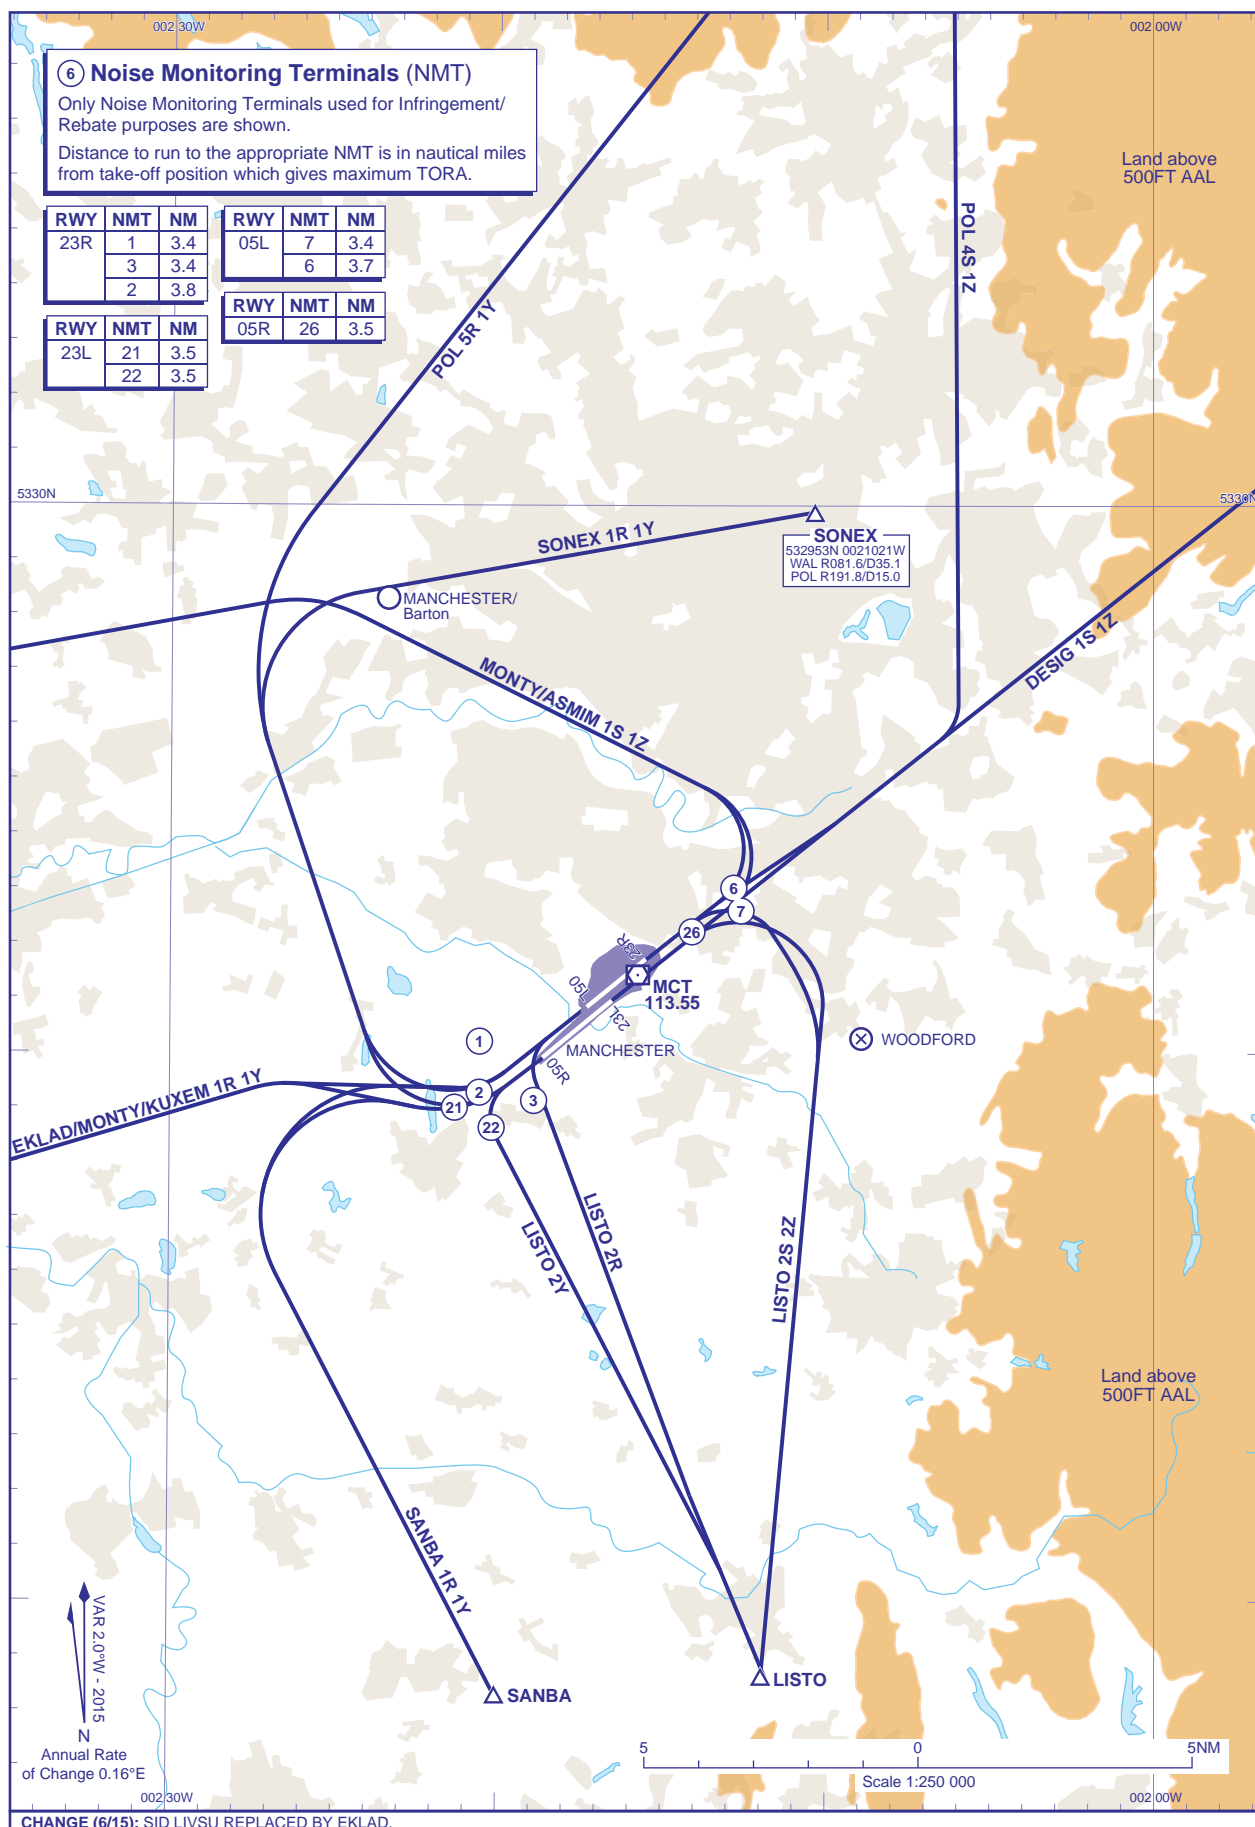 002 30W
002 00W
6 Noise Monitoring Terminals (NMT)
Only Noise Monitoring Terminals used for Infringement/
Rebate purposes are shown.
Distance to run to the appropriate NMT is in nautical miles
from take-off position which gives maximum TORA.
RWY NMT NM
23R 1 3.4
3 3.4
2 3.8
RWY NMT NM
05L 7 3.4
6 3.7
RWY NMT NM
05R 26 3.5
RWY NMT NM
23L 21 3.5
22 3.5
Land above
500FT AAL
POL 4S 1Z
POL 5R 1Y
5330N
5330N
SONEX 1R 1Y
SONEX
532953N 0021021W
WAL R081.6/D35.1
POL R191.8/D15.0
MANCHESTER/
Barton
MONTY/ASMIM 1S 1Z
DESIG 1S 1Z
6
7
26
23R
05L
MCT
113.55
23L
MANCHESTER
05R
WOODFORD
1
2
21
3
22
EKLAD/MONTY/KUXEM 1R 1Y
LISTO 2R
LISTO 2Y
LISTO 2S 2Z
Land above
500FT AAL
SANBA 1R 1Y
SANBA
LISTO
VAR 2.0°W - 2015
N
Annual Rate
of Change 0.16°E
5 0 5NM
Scale 1:250 000
002 30W
002 00W
CHANGE (6/15): SID LIVSU REPLACED BY EKLAD.